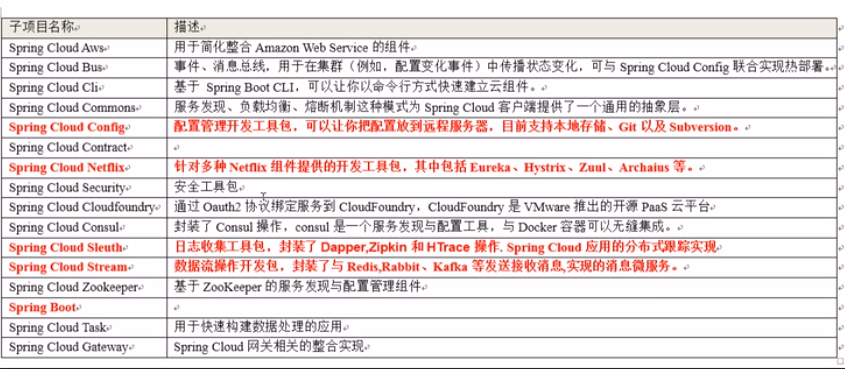 子项目名称 描述
Spring Cloud Aws 用于简化整合 Amazon Web Service 的组件
Spring Cloud Bus 事件、消息总线，用于在集群（例如，配置变化事件）中传播状态变化，可与 Spring Cloud Config 联合实现热部署。
Spring Cloud Cli 基于 Spring Boot CLI，可以让你以命令行方式快速建立云组件。
Spring Cloud Commons 服务发现、负载均衡、熔断机制这种模式为 Spring Cloud 客户端提供了一个通用的抽象层。
Spring Cloud Config 配置管理开发工具包，可以让你把配置放到远程服务器，目前支持本地存储、Git 以及 Subversion。
Spring Cloud Contract
Spring Cloud Netflix 针对多种 Netflix 组件提供的开发工具包，其中包括 Eureka、Hystrix、Zuul、Archaius 等。
Spring Cloud Security 安全工具包
Spring Cloud Cloudfoundry 通过 Oauth2 协议绑定服务到 CloudFoundry，CloudFoundry 是 VMware 推出的开源 PaaS 云平台
Spring Cloud Consul 封装了 Consul 操作，consul 是一个服务发现与配置工具，与 Docker 容器可以无缝集成。
Spring Cloud Sleuth 日志收集工具包，封装了 Dapper,Zipkin 和 HTrace 操作. Spring Cloud 应用的分布式跟踪实现
Spring Cloud Stream 数据流操作开发包，封装了与 Redis,Rabbit、Kafka 等发送接收消息,实现的消息微服务。
Spring Cloud Zookeeper 基于 ZooKeeper 的服务发现与配置管理组件
Spring Boot
Spring Cloud Task 用于快速构建数据处理的应用
Spring Cloud Gateway Spring Cloud 网关相关的整合实现